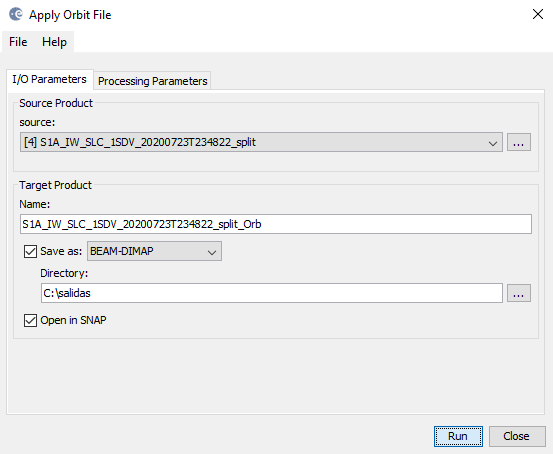 Apply Orbit File
File Help
I/O Parameters Processing Parameters
Source Product
source:
[4] S1A_IW_SLC_1SDV_20200723T234822_split ...
Target Product
Name:
S1A_IW_SLC_1SDV_20200723T234822_split_Orb
Save as: BEAM-DIMAP
Directory:
C:\salidas ...
Open in SNAP
Run Close